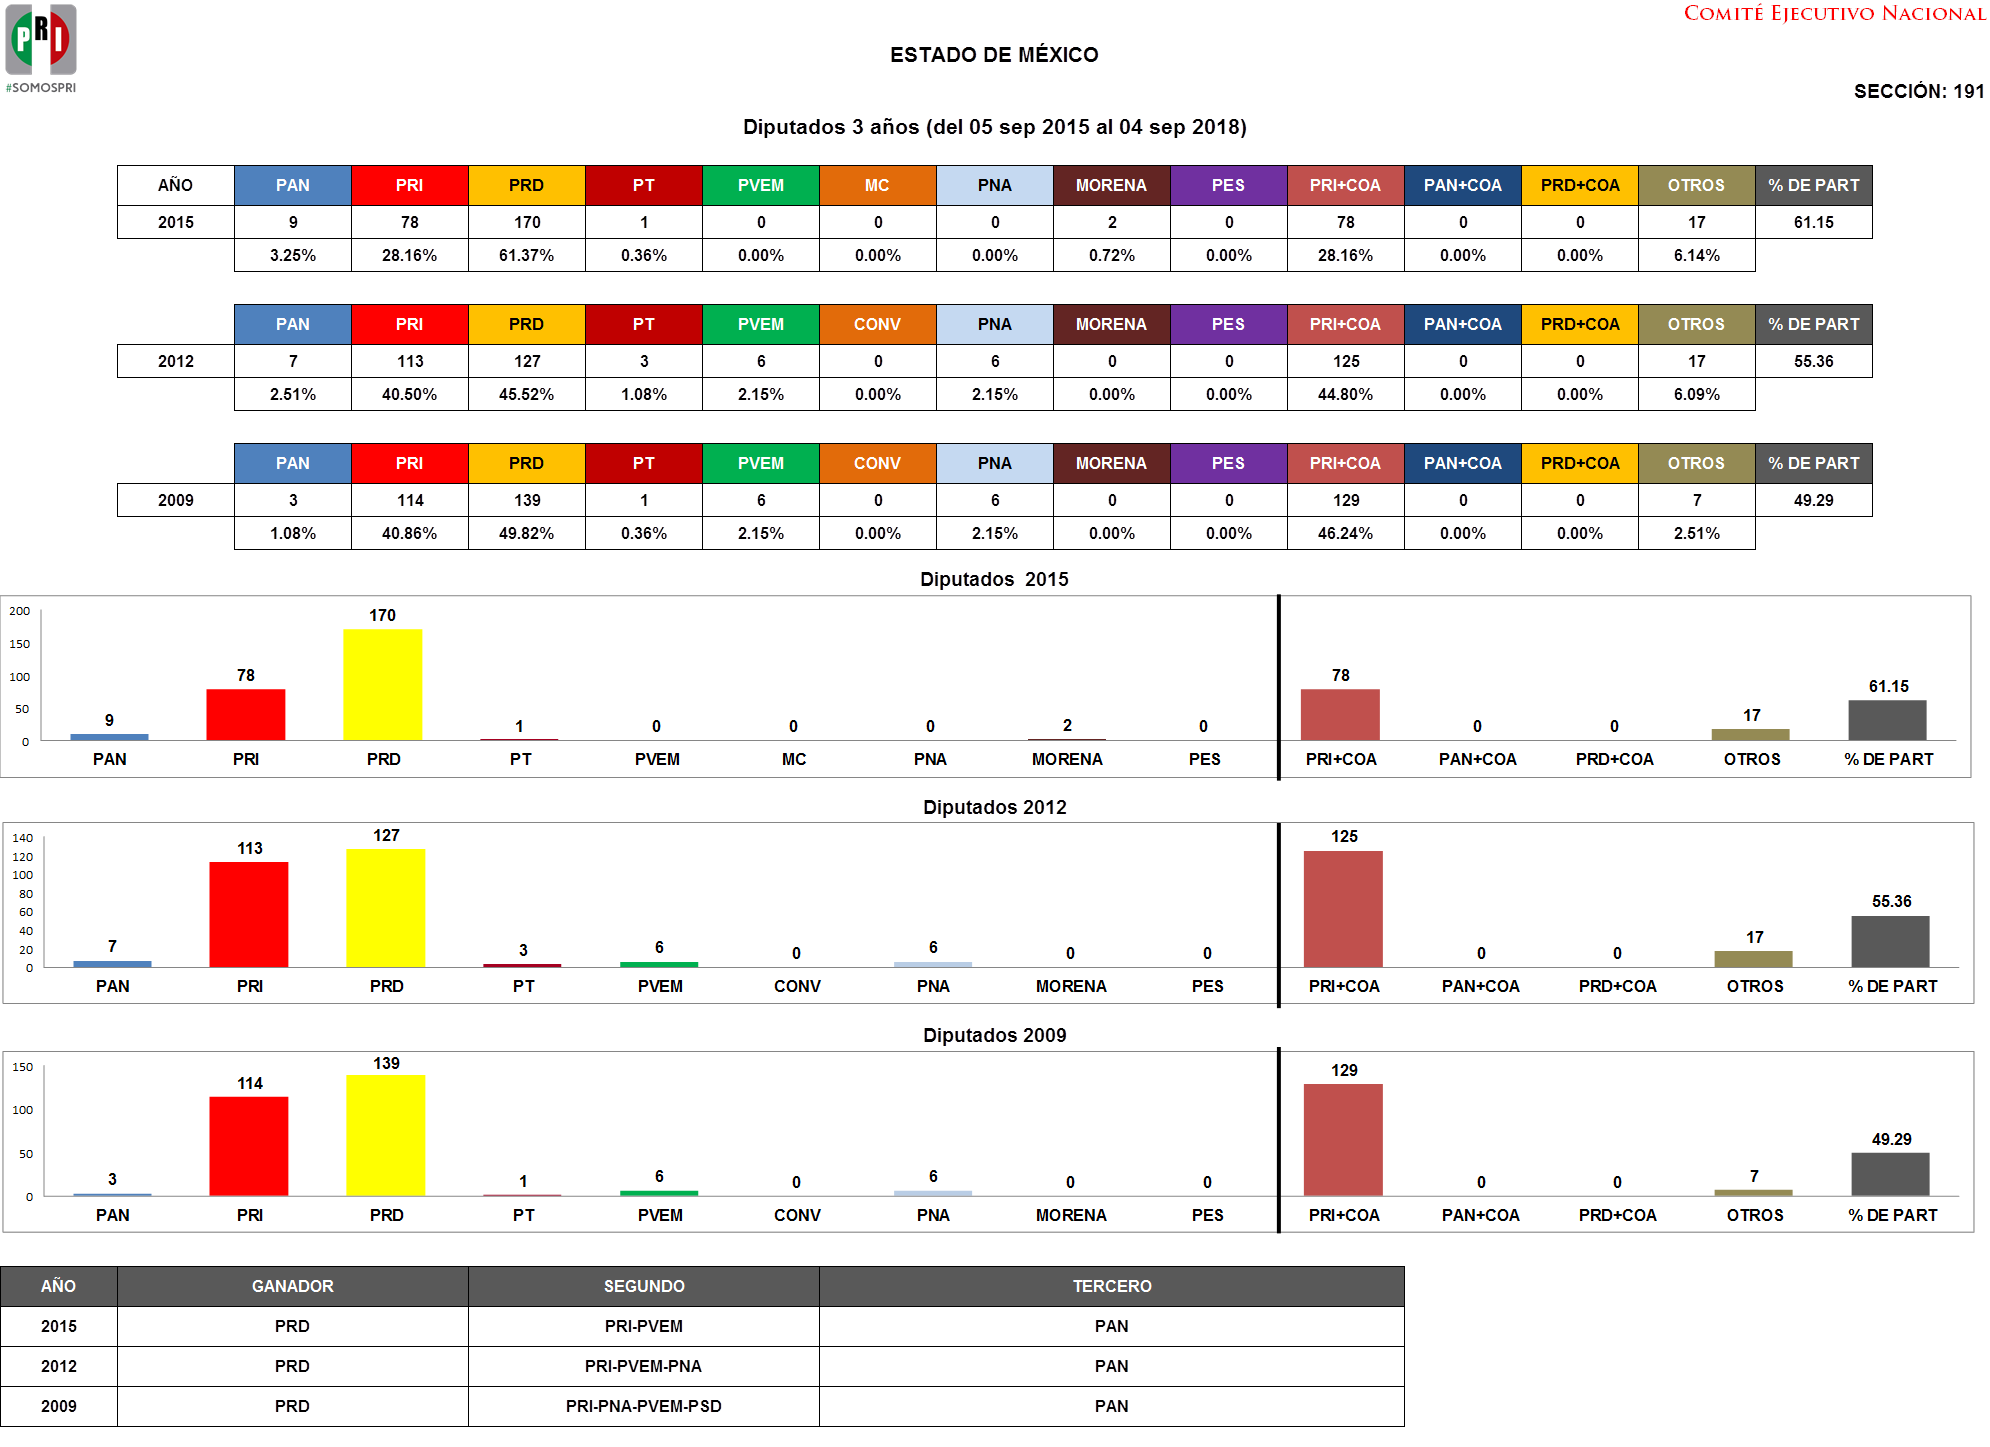 PRI
#SOMOSPRI
COMITÉ EJECUTIVO NACIONAL
ESTADO DE MÉXICO
SECCIÓN: 191
Diputados 3 años (del 05 sep 2015 al 04 sep 2018)
AÑO PAN PRI PRD PT PVEM MC PNA MORENA PES PRI+COA PAN+COA PRD+COA OTROS % DE PART
2015 9 78 170 1 0 0 0 2 0 78 0 0 17 61.15
3.25% 28.16% 61.37% 0.36% 0.00% 0.00% 0.00% 0.72% 0.00% 28.16% 0.00% 0.00% 6.14%
PAN PRI PRD PT PVEM CONV PNA MORENA PES PRI+COA PAN+COA PRD+COA OTROS % DE PART
2012 7 113 127 3 6 0 6 0 0 125 0 0 17 55.36
2.51% 40.50% 45.52% 1.08% 2.15% 0.00% 2.15% 0.00% 0.00% 44.80% 0.00% 0.00% 6.09%
PAN PRI PRD PT PVEM CONV PNA MORENA PES PRI+COA PAN+COA PRD+COA OTROS % DE PART
2009 3 114 139 1 6 0 6 0 0 129 0 0 7 49.29
1.08% 40.86% 49.82% 0.36% 2.15% 0.00% 2.15% 0.00% 0.00% 46.24% 0.00% 0.00% 2.51%
Diputados 2015
200
150
100
50
0
9 78 170 1 0 0 0 2 0 78 0 0 17 61.15
PAN PRI PRD PT PVEM MC PNA MORENA PES PRI+COA PAN+COA PRD+COA OTROS % DE PART
Diputados 2012
140
120
100
80
60
40
20
0
7 113 127 3 6 0 6 0 0 125 0 0 17 55.36
PAN PRI PRD PT PVEM CONV PNA MORENA PES PRI+COA PAN+COA PRD+COA OTROS % DE PART
Diputados 2009
150
100
50
0
3 114 139 1 6 0 6 0 0 129 0 0 7 49.29
PAN PRI PRD PT PVEM CONV PNA MORENA PES PRI+COA PAN+COA PRD+COA OTROS % DE PART
AÑO GANADOR SEGUNDO TERCERO
2015 PRD PRI-PVEM PAN
2012 PRD PRI-PVEM-PNA PAN
2009 PRD PRI-PNA-PVEM-PSD PAN